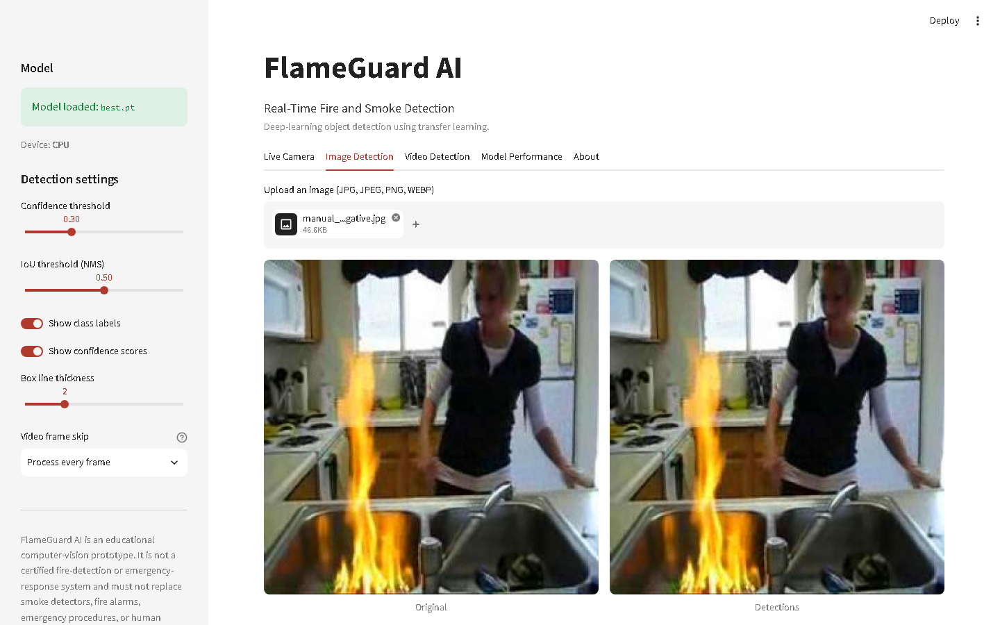 Deploy
Model
Model loaded: best.pt
Device: CPU
Detection settings
Confidence threshold
0.30
IoU threshold (NMS)
0.50
Show class labels
Show confidence scores
Box line thickness
2
Video frame skip
Process every frame
FlameGuard AI is an educational
computer-vision prototype. It is not a
certified fire-detection or emergency-
response system and must not replace
smoke detectors, fire alarms,
emergency procedures, or human
FlameGuard AI
Real-Time Fire and Smoke Detection
Deep-learning object detection using transfer learning.
Live Camera Image Detection Video Detection Model Performance About
Upload an image (JPG, JPEG, PNG, WEBP)
manual_...gative.jpg
46.6KB
Original
Detections